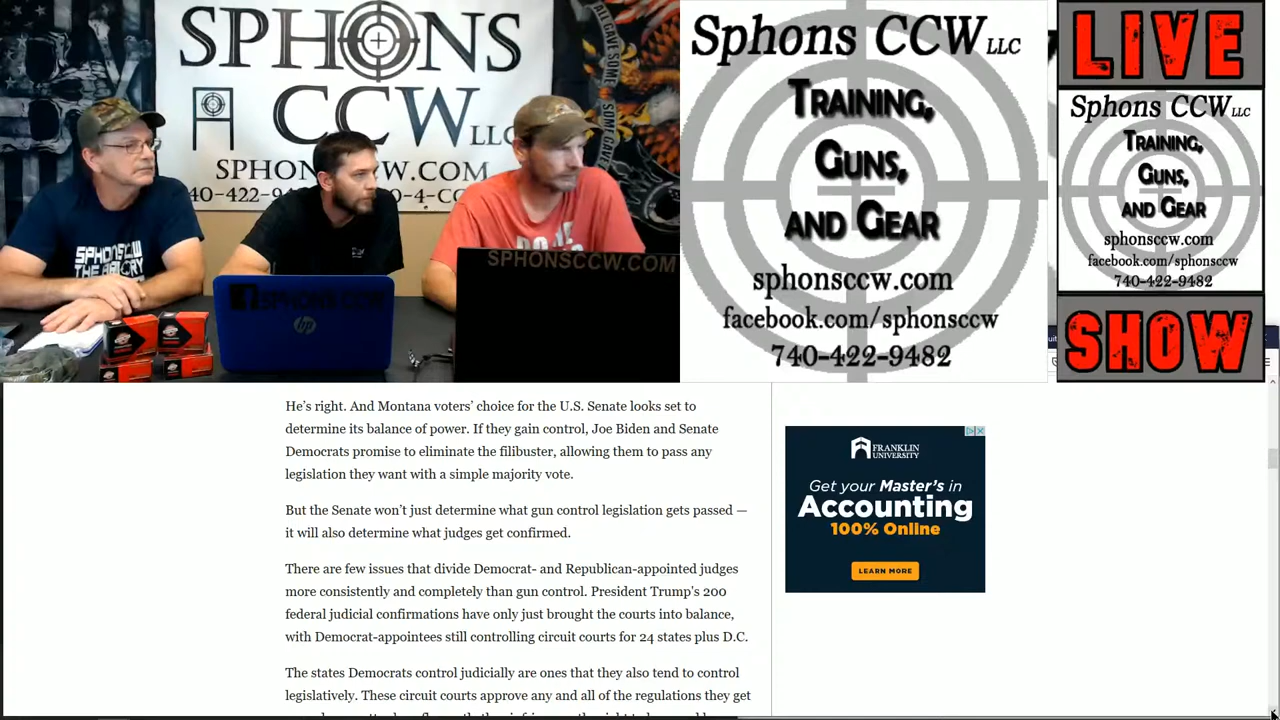 SPHONS
CCW LLC
SPHONSCCW.COM
ALL GAVE SOME
SPHONSCCW
THE ARMORY
SPHONSCCW
hp
SPHONSCCW.COM
Sphons CCW LLC
Training,
Guns,
and Gear
sphonsccw.com
facebook.com/sphonsccw
740-422-9482
LIVE
Sphons CCW LLC
Training,
Guns,
and Gear
sphonsccw.com
facebook.com/sphonsccw
740-422-9482
SHOW
He’s right. And Montana voters’ choice for the U.S. Senate looks set to
determine its balance of power. If they gain control, Joe Biden and Senate
Democrats promise to eliminate the filibuster, allowing them to pass any
legislation they want with a simple majority vote.
But the Senate won’t just determine what gun control legislation gets passed —
it will also determine what judges get confirmed.
There are few issues that divide Democrat- and Republican-appointed judges
more consistently and completely than gun control. President Trump’s 200
federal judicial confirmations have only just brought the courts into balance,
with Democrat-appointees still controlling circuit courts for 24 states plus D.C.
The states Democrats control judicially are ones that they also tend to control
legislatively. These circuit courts approve any and all of the regulations they get
FRANKLIN
UNIVERSITY
Get your Master's in
Accounting
100% Online
LEARN MORE